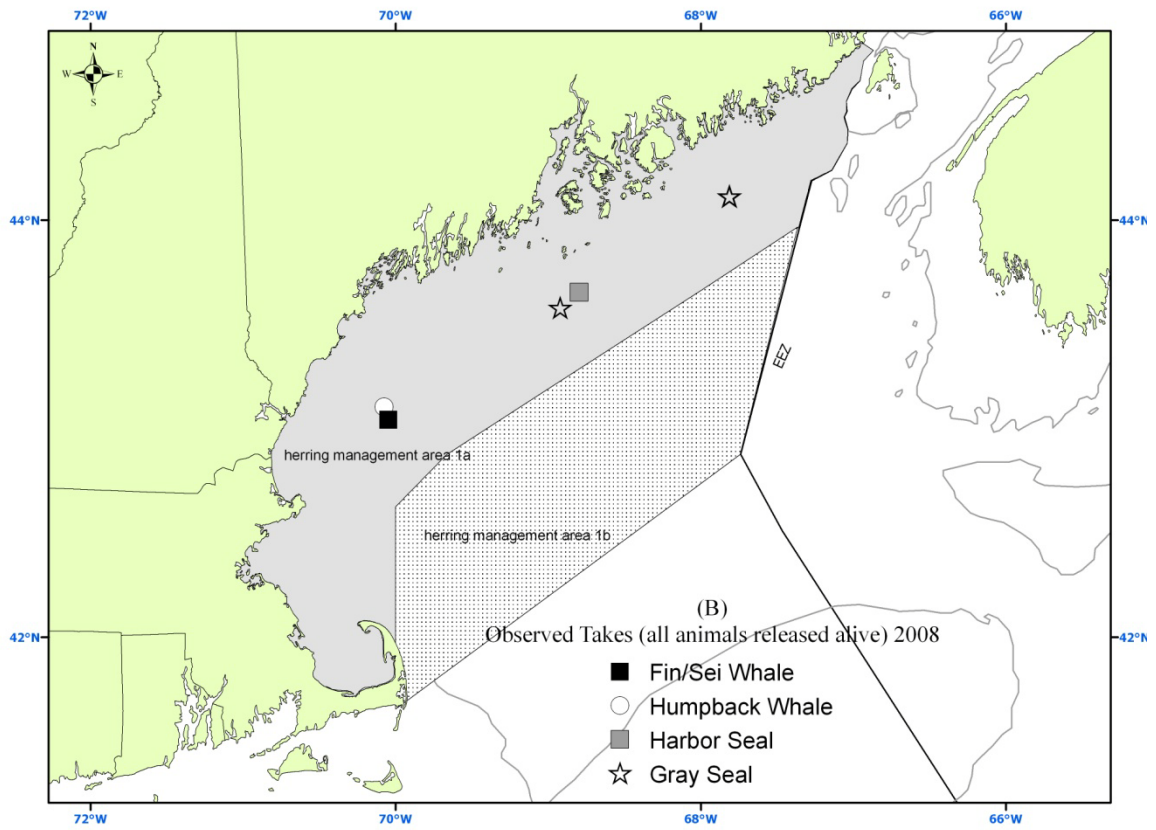 72°W 70°W 68°W 66°W
N
W E
S
44°N 44°N
EEZ
herring management area 1a
herring management area 1b
(B)
42°N 42°N
Observed Takes (all animals released alive) 2008
Fin/Sei Whale
Humpback Whale
Harbor Seal
Gray Seal
72°W 70°W 68°W 66°W